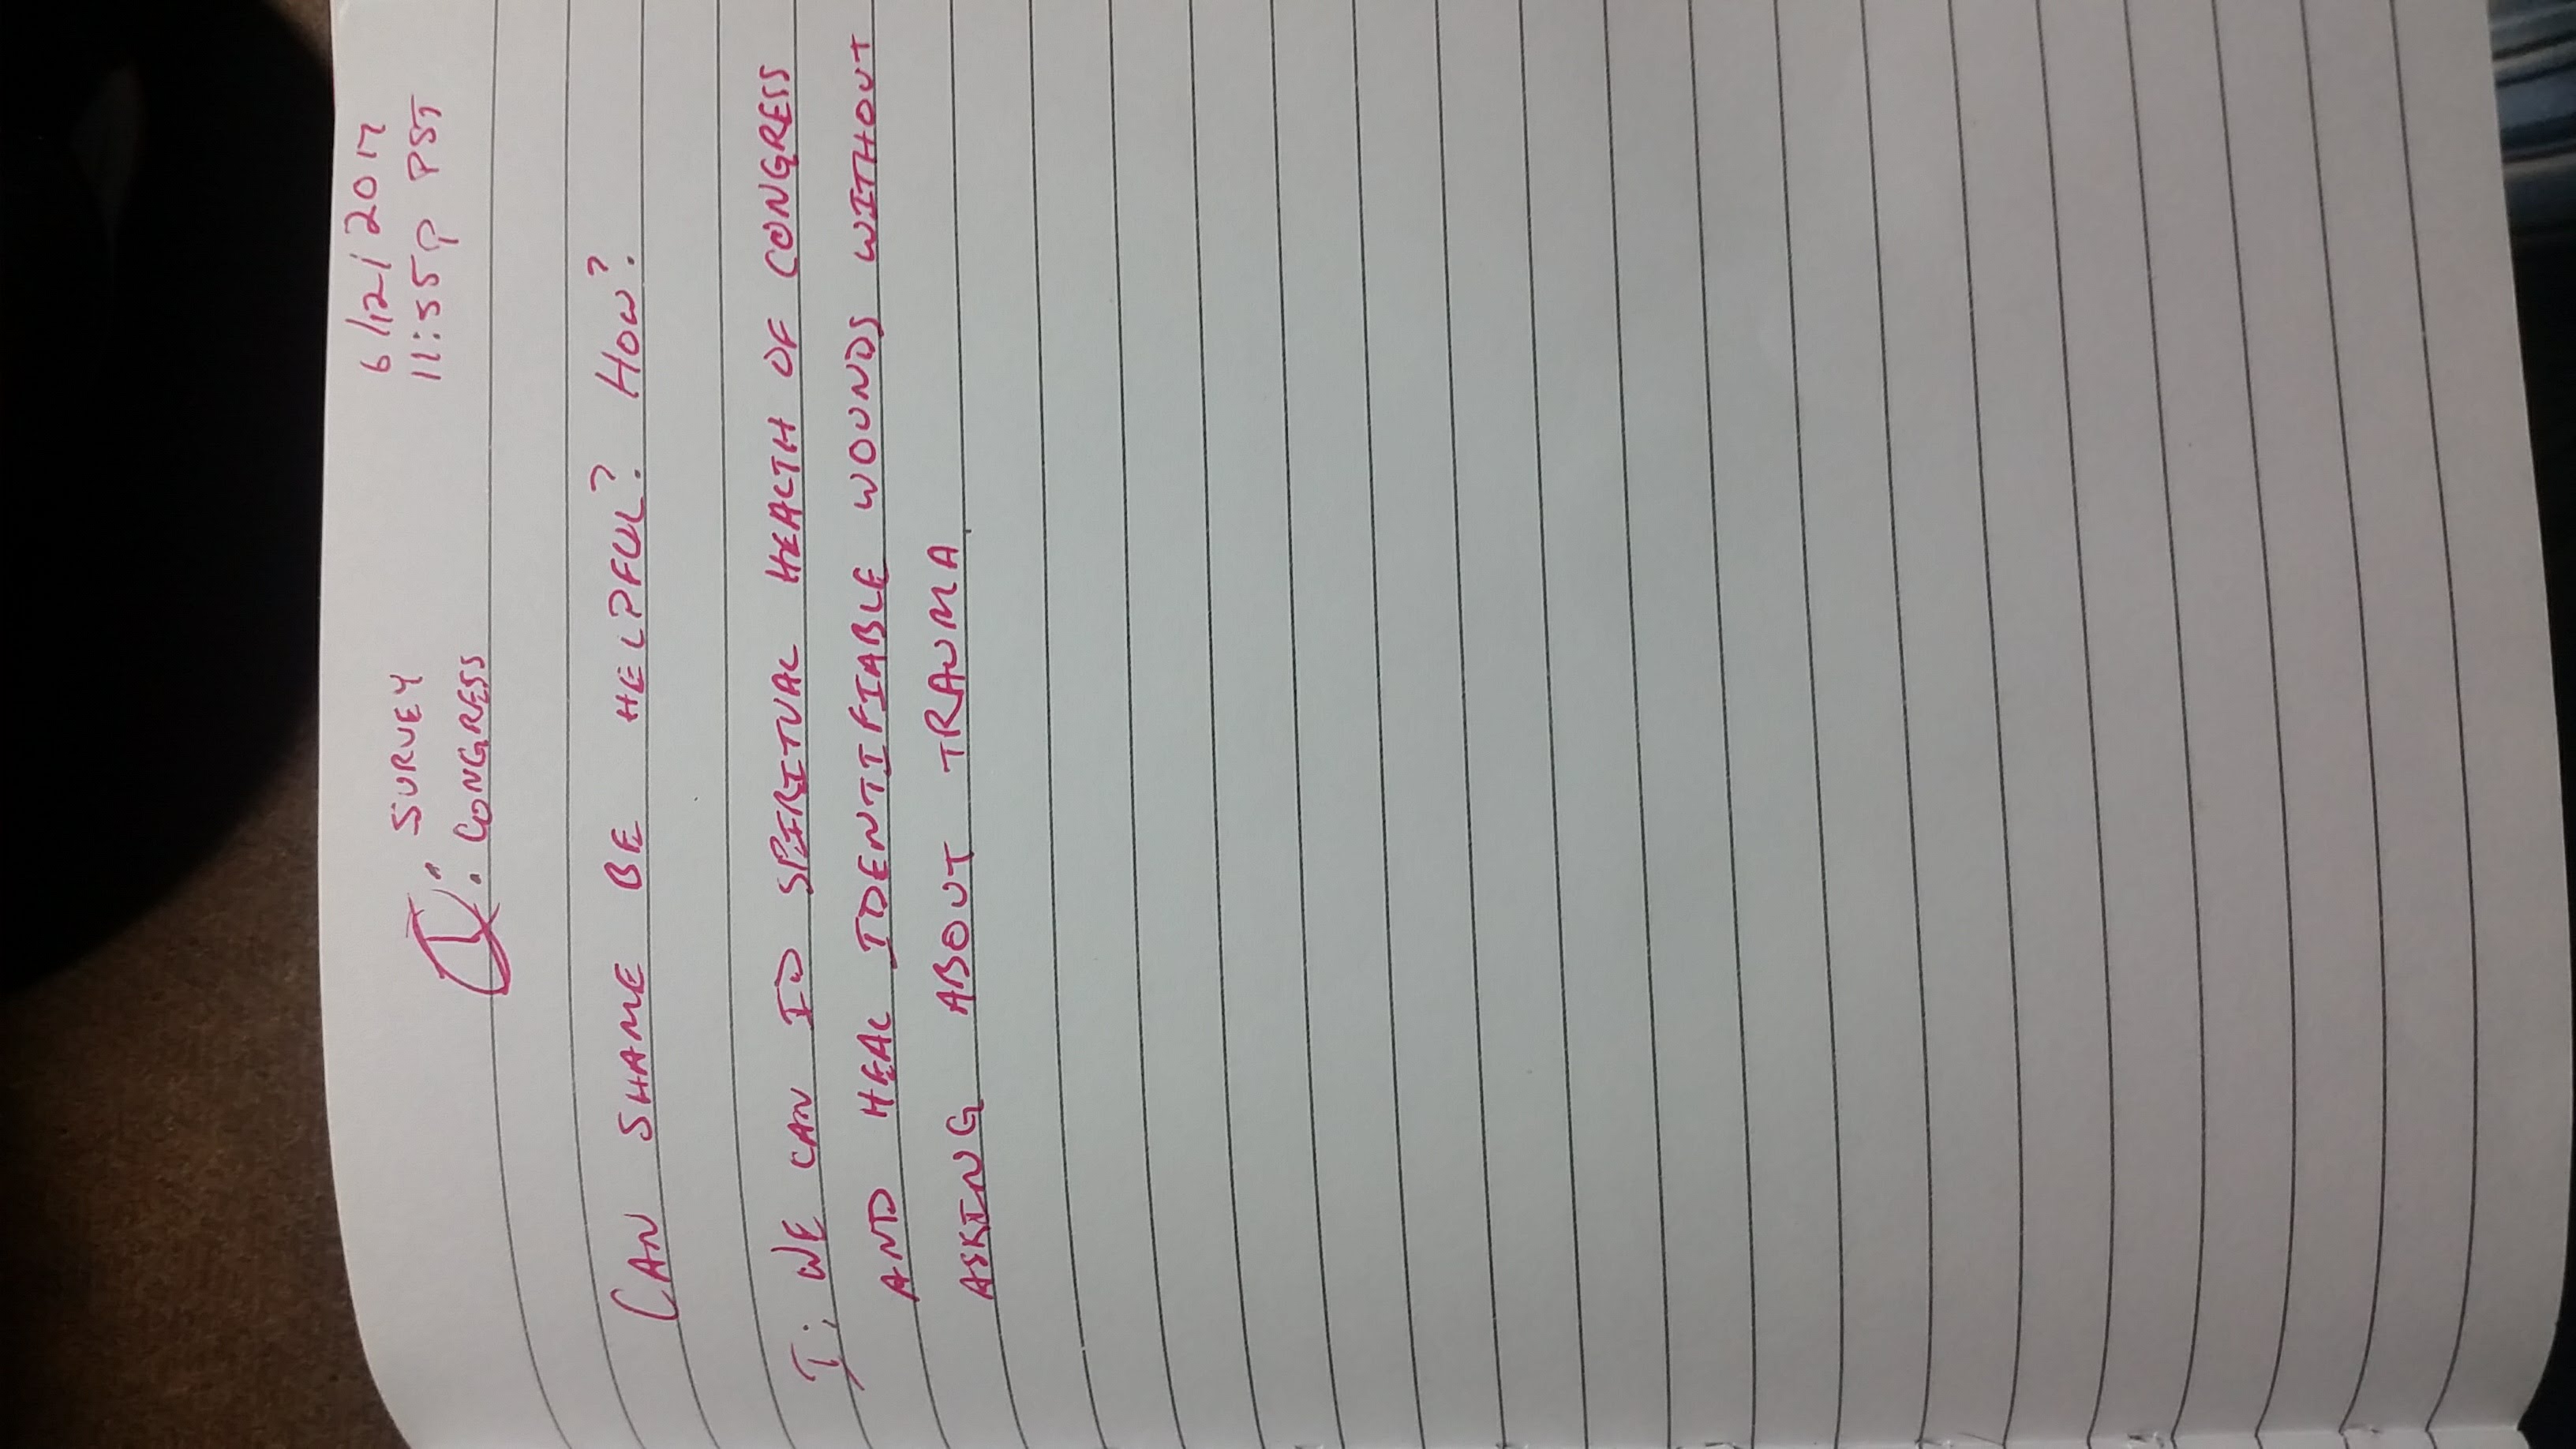 6/12/2017
SURVEY 11:55p PST
: CONGRESS
CAN SHAME BE HELPFUL? HOW?
T: WE CAN ID SPIRITUAL HEALTH OF CONGRESS
AND HEAL IDENTIFIABLE WOUNDS WITHOUT
ASKING ABOUT TRAUMA.